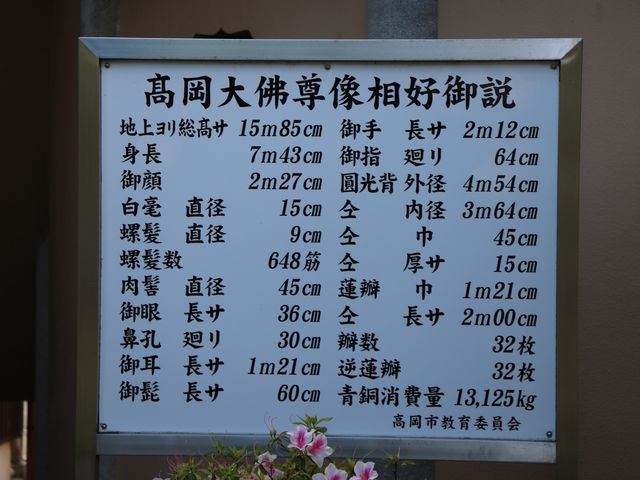 髙岡大佛尊像相好御説
地上ヨリ総髙サ 15m85cm
身長 7m43cm
御顔 2m27cm
白毫 直径 15cm
螺髪 直径 9cm
螺髪数 648筋
肉髻 直径 45cm
御眼 長サ 36cm
鼻孔 廻リ 30cm
御耳 長サ 1m21cm
御髭 長サ 60cm
御手 長サ 2m12cm
御指 廻リ 64cm
圓光背 外径 4m54cm
仝 内径 3m64cm
仝 巾 45cm
仝 厚サ 15cm
蓮瓣 巾 1m21cm
仝 長サ 2m00cm
瓣数 32枚
逆蓮瓣 32枚
青銅消費量 13,125kg
高岡市教育委員会